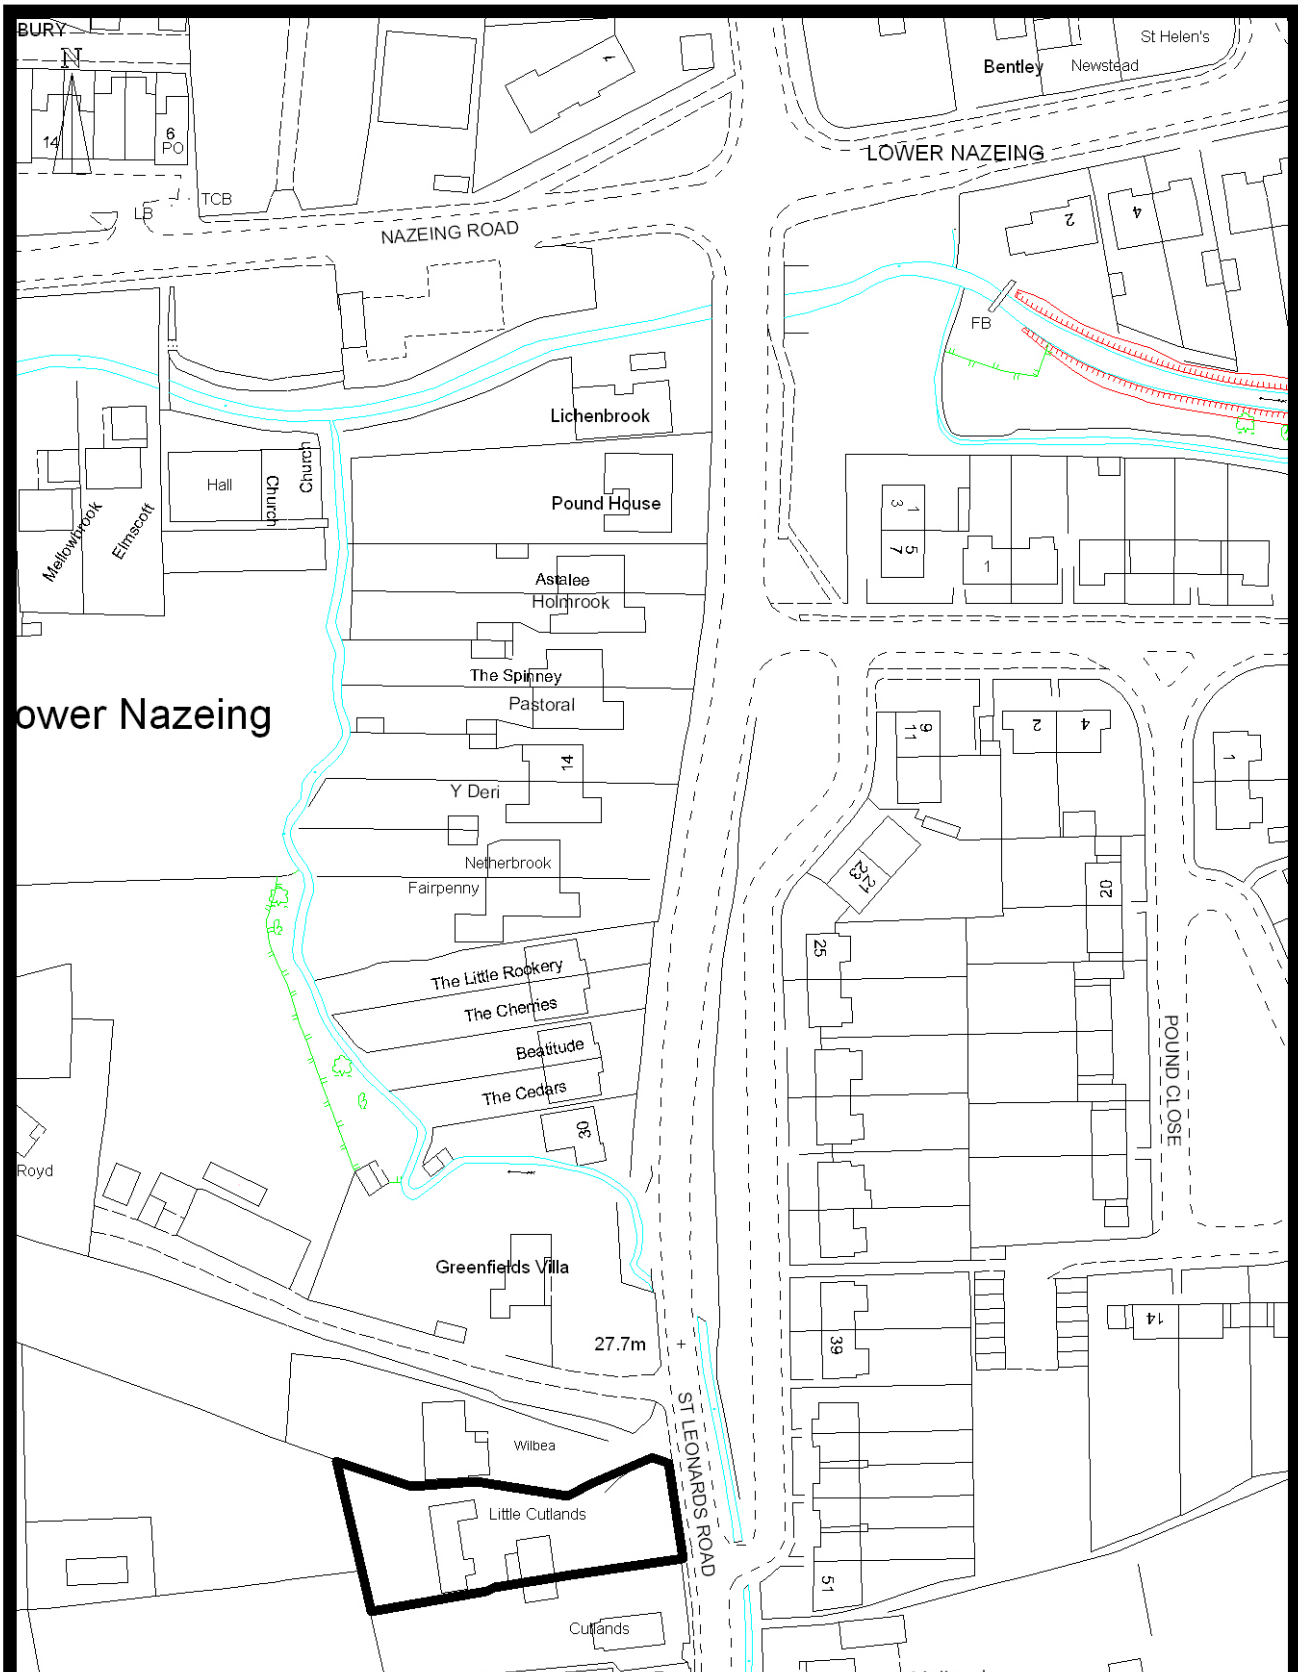 BURY
N
14
6
PO
LB
TCB
NAZEING ROAD
1
Bentley
Newstead
St Helen's
LOWER NAZEING
2
4
FB
Lichenbrook
Hall
Church
Church
Mellowbrook
Elmscott
Pound House
1
3
5
7
1
Astalee
Holmrook
The Spinney
Pastoral
ower Nazeing
14
Y Deri
9
11
2
4
1
Netherbrook
Fairpenny
21
23
20
25
The Little Rookery
The Cherries
Beatitude
The Cedars
30
POUND CLOSE
Royd
Greenfields Villa
27.7m
39
14
ST LEONARDS ROAD
Wilbea
Little Cutlands
51
Cutlands